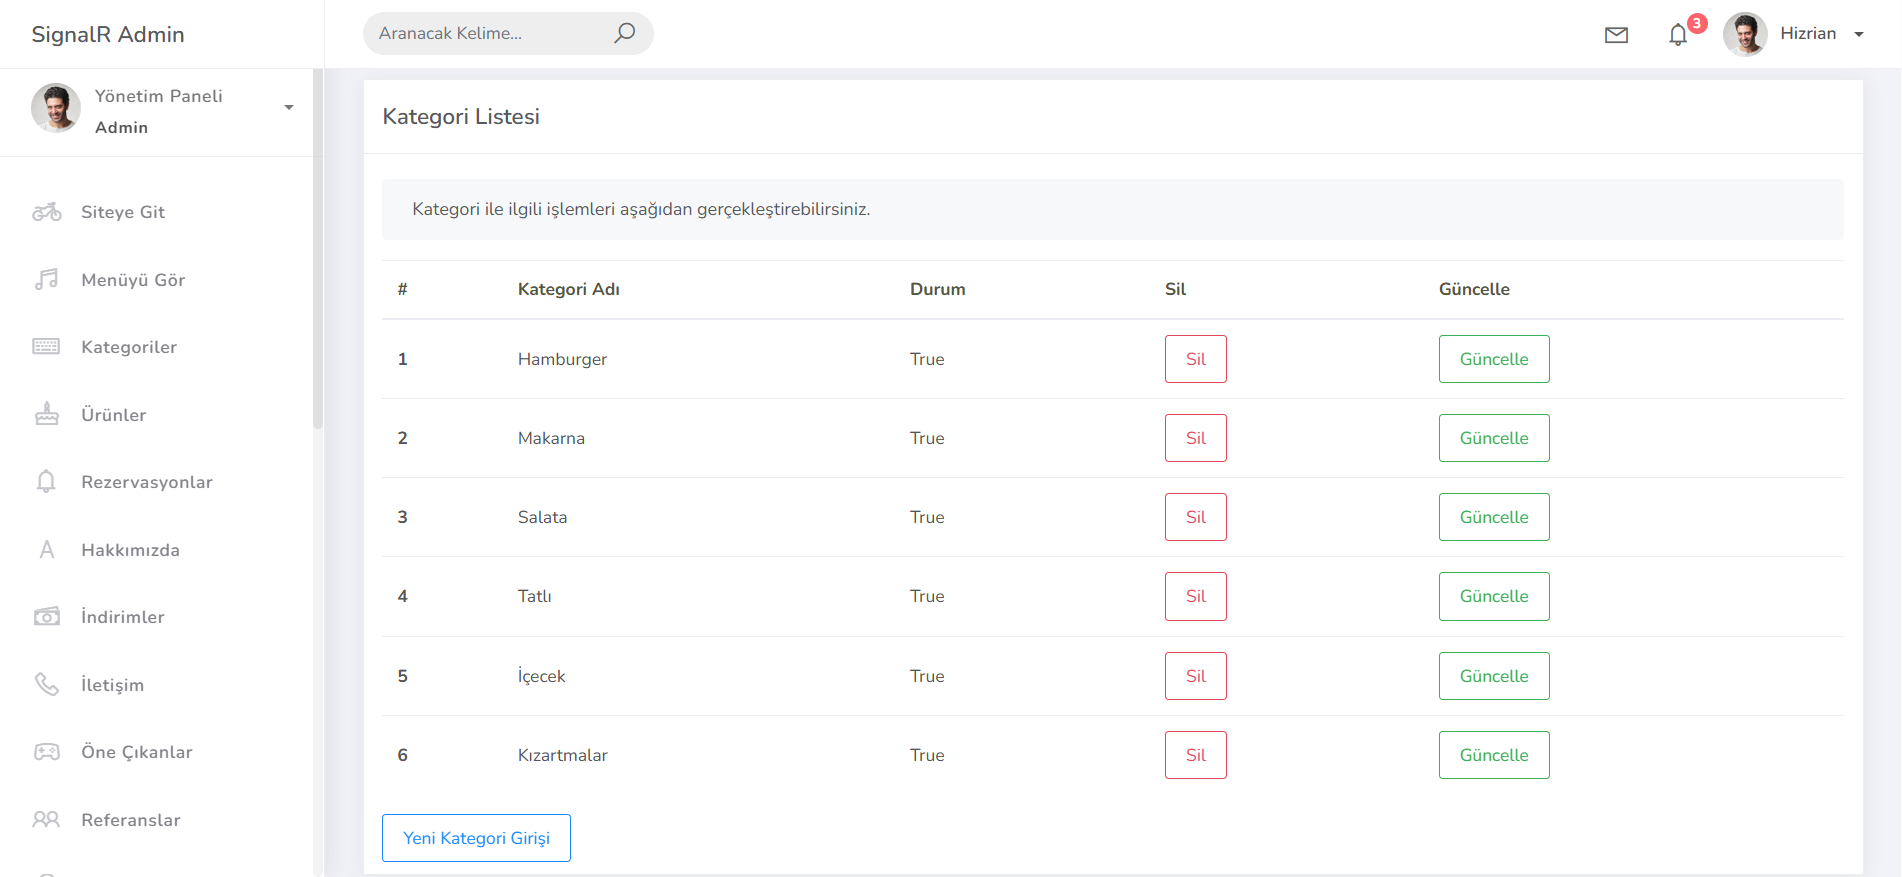 SignalR Admin
Aranacak Kelime...
3
Hizrian
Yönetim Paneli
Admin
Siteye Git
Menüyü Gör
Kategoriler
Ürünler
Rezervasyonlar
Hakkımızda
İndirimler
İletişim
Öne Çıkanlar
Referanslar
Kategori Listesi
Kategori ile ilgili işlemleri aşağıdan gerçekleştirebilirsiniz.
# Kategori Adı Durum Sil Güncelle
1 Hamburger True Sil Güncelle
2 Makarna True Sil Güncelle
3 Salata True Sil Güncelle
4 Tatlı True Sil Güncelle
5 İçecek True Sil Güncelle
6 Kızartmalar True Sil Güncelle
Yeni Kategori Girişi